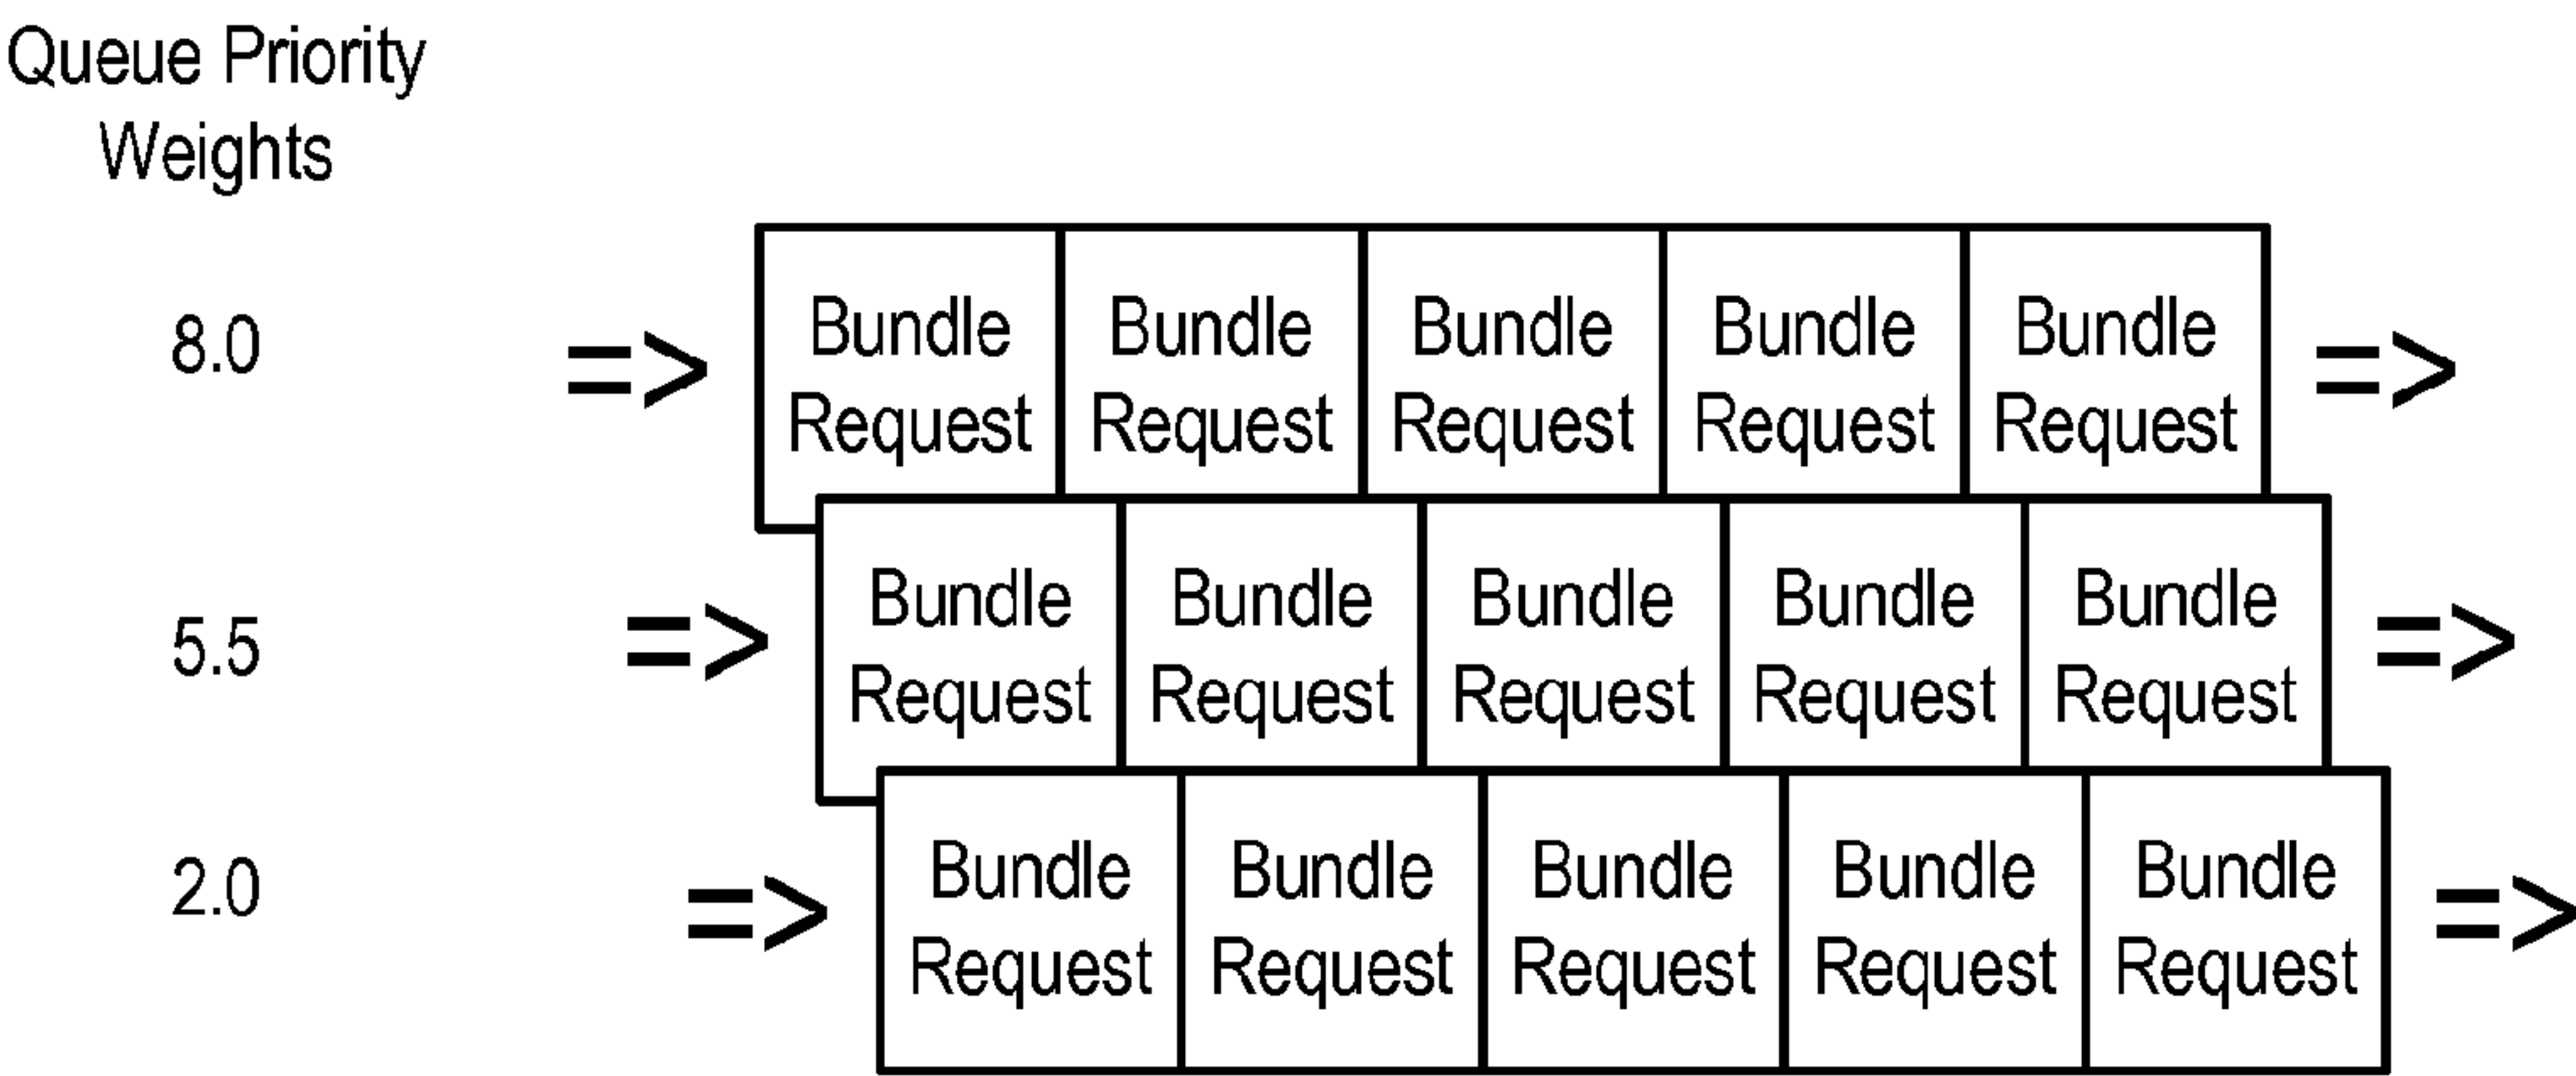 Queue Priority
Weights
8.0 => Bundle Bundle Bundle Bundle Bundle =>
Request Request Request Request Request
5.5 => Bundle Bundle Bundle Bundle Bundle =>
Request Request Request Request Request
2.0 => Bundle Bundle Bundle Bundle Bundle =>
Request Request Request Request Request